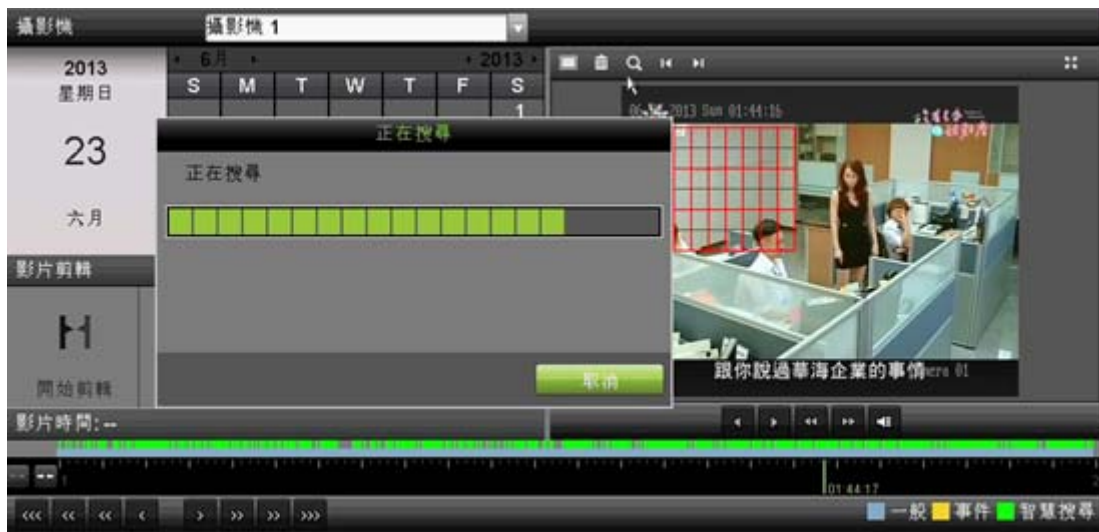 攝影機 攝影機 1
2013
星期日
23
六月
6月 2013
S M T W T F S
1
正在搜尋
正在搜尋
取消
影片剪輯
開始剪輯
影片時間:--
2013 Sun 01:44:16
跟你說過華海企業的事情
01:44:17
一般 事件 智慧搜尋